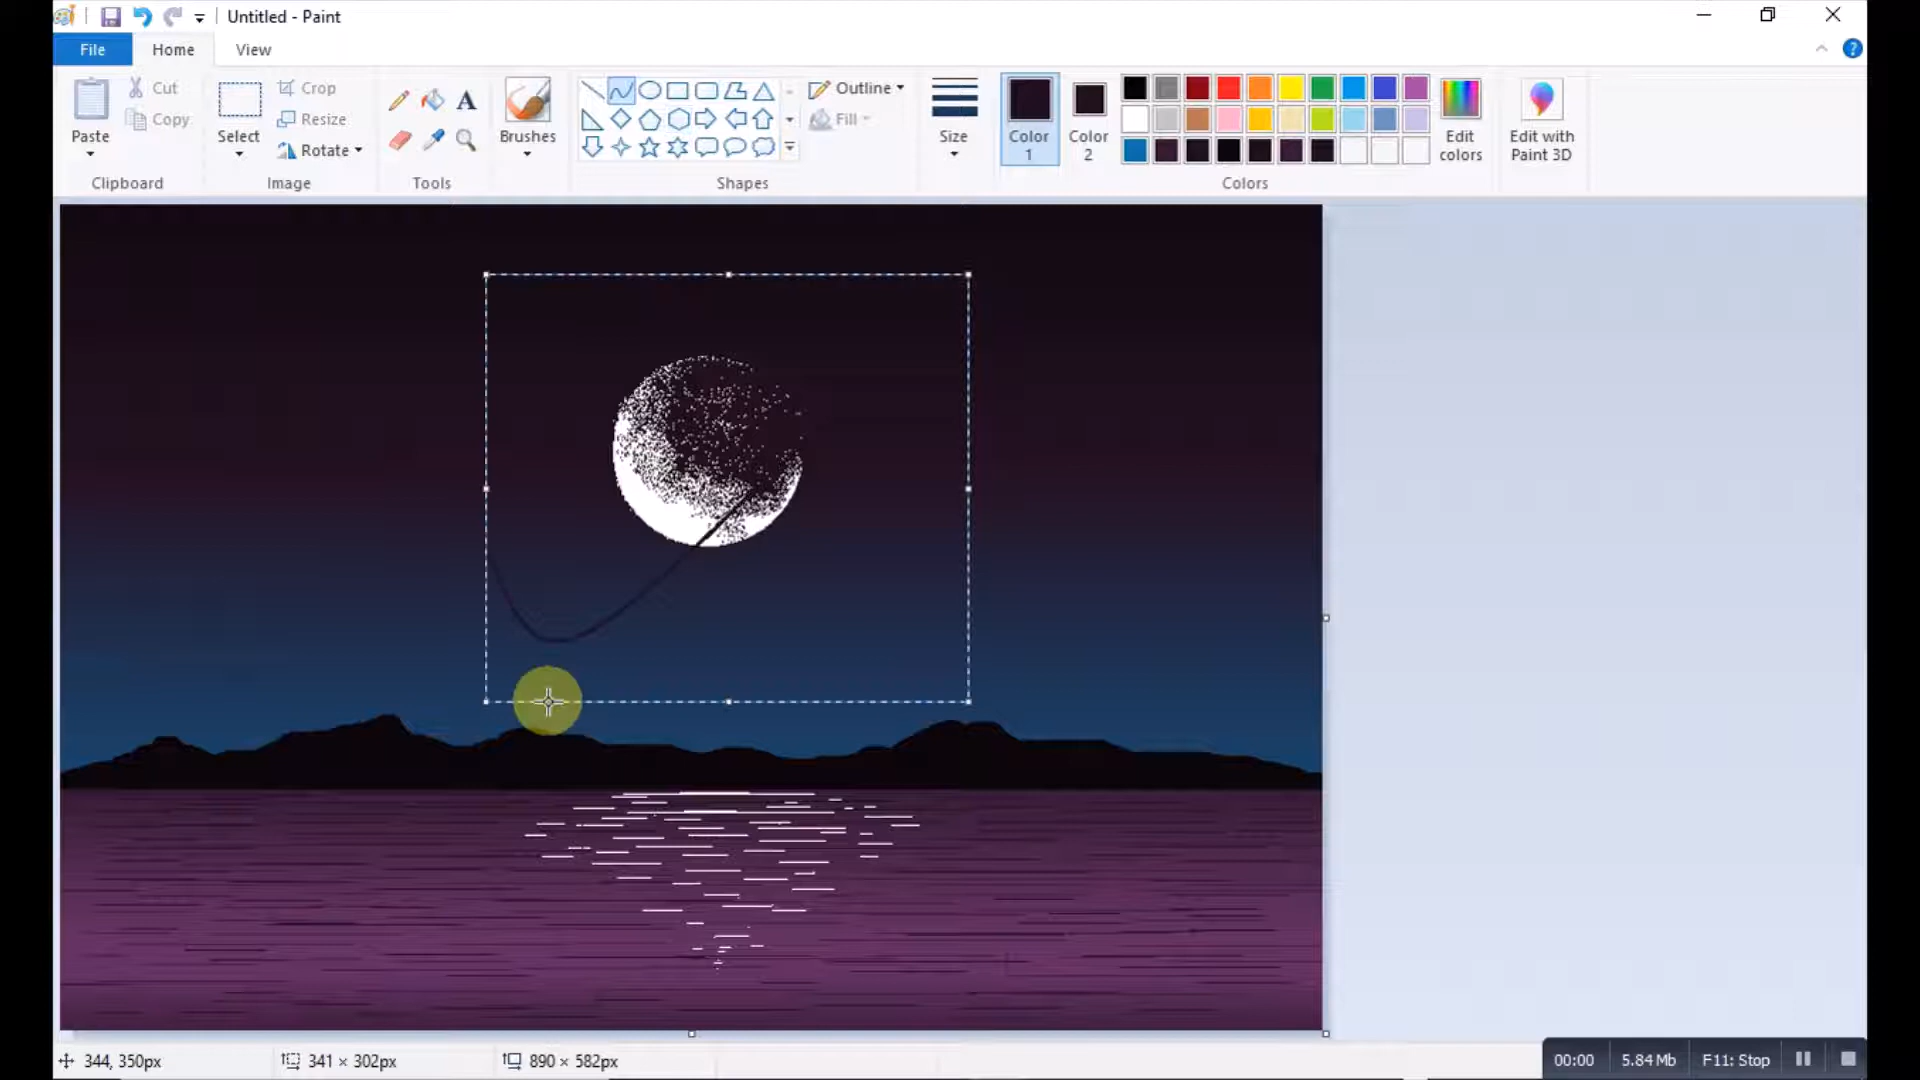 Untitled - Paint
File Home View
Paste
Cut
Copy
Clipboard
Select
Crop
Resize
Rotate
Image
Tools
Brushes
Outline
Fill
Shapes
Size
Color 1
Color 2
Edit colors
Colors
Edit with Paint 3D
344, 350px
341 × 302px
890 × 582px
00:00
5.84 Mb
F11: Stop